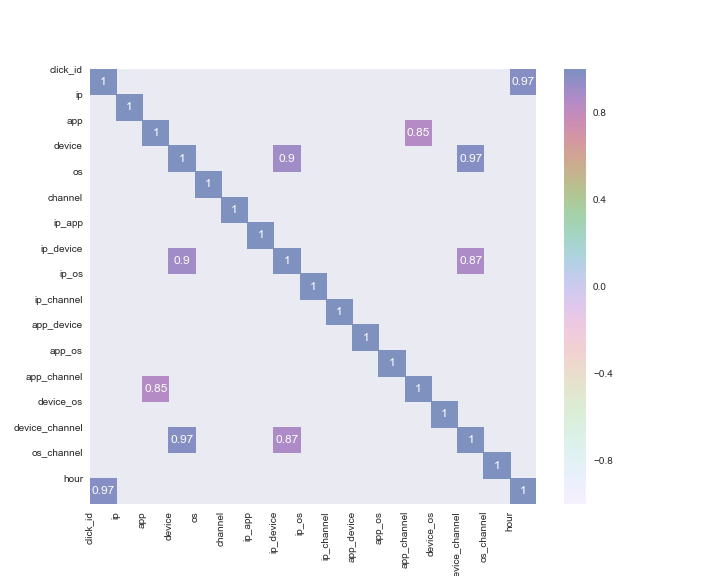 click_id
ip
app
device
os
channel
ip_app
ip_device
ip_os
ip_channel
app_device
app_os
app_channel
device_os
device_channel
os_channel
hour
1 0.97
1
1 0.85
1 0.9 0.97
1
1
1
0.9 1 0.87
1
1
1
1
0.85 1
1
0.97 0.87 1
1
0.97 1
click_id
ip
app
device
os
channel
ip_app
ip_device
ip_os
ip_channel
app_device
app_os
app_channel
device_os
device_channel
os_channel
hour
0.8
0.4
0.0
−0.4
−0.8